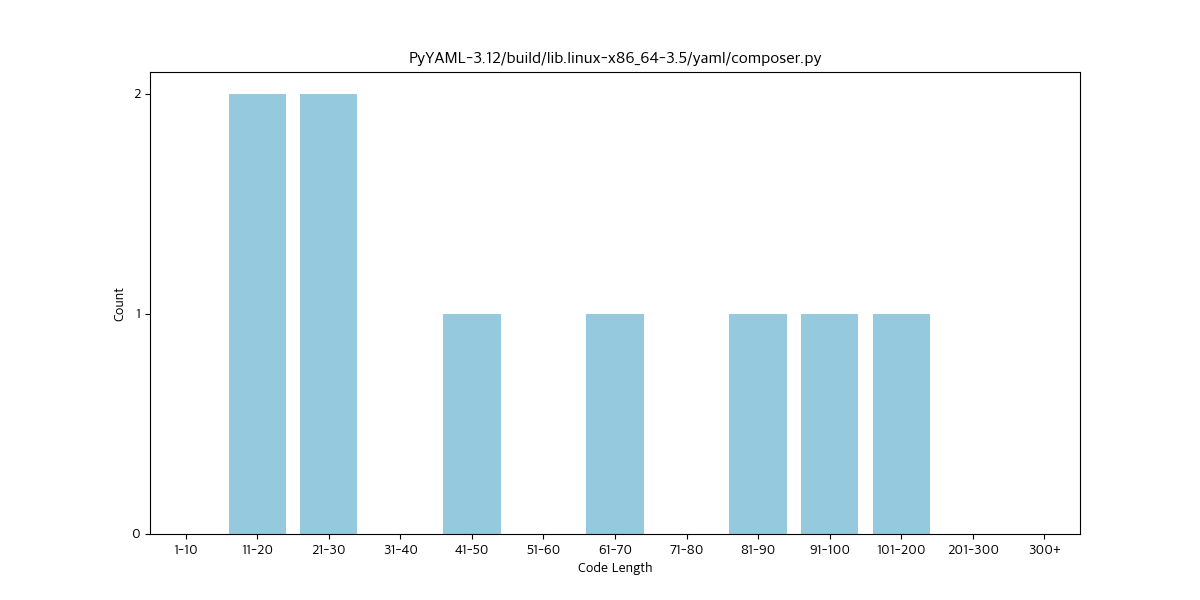 PyYAML-3.12/build/lib.linux-x86_64-3.5/yaml/composer.py
2
1
0
Count
1-10 11-20 21-30 31-40 41-50 51-60 61-70 71-80 81-90 91-100 101-200 201-300 300+
Code Length